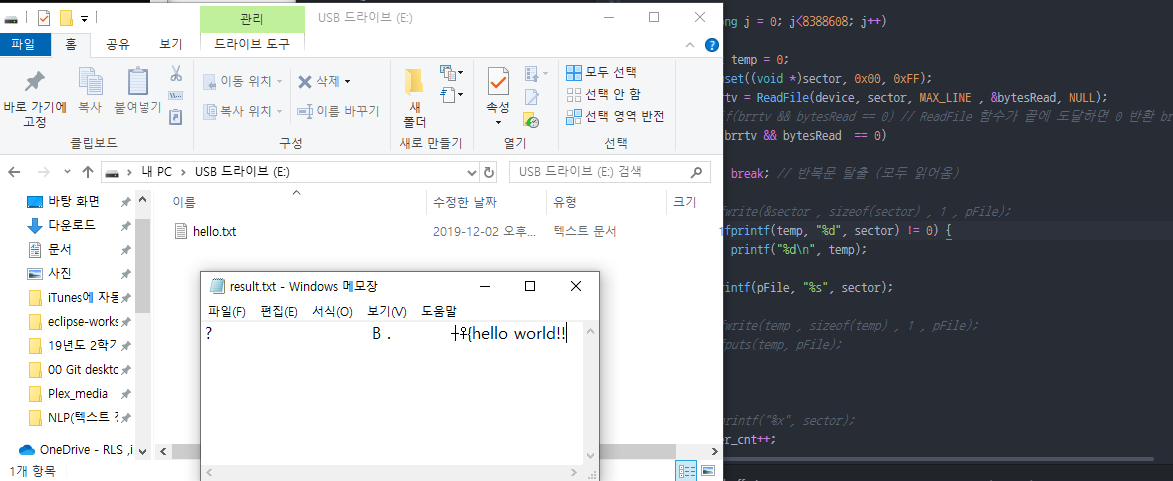 관리
USB 드라이브 (E:)
파일
홈
공유
보기
드라이브 도구
바로 가기에
고정
복사
붙여넣기
클립보드
이동 위치
복사 위치
삭제
이름 바꾸기
구성
새
폴더
새로 만들기
속성
열기
모두 선택
선택 안 함
선택 영역 반전
선택
내 PC > USB 드라이브 (E:)
USB 드라이브 (E:) 검색
이름
수정한 날짜
유형
크기
hello.txt
2019-12-02 오후...
텍스트 문서
바탕 화면
다운로드
문서
사진
iTunes에 자동
eclipse-works
19년도 2학기
00 Git deskto
Plex_media
NLP(텍스트
OneDrive - RLS ,i
1개 항목
result.txt - Windows 메모장
파일(F) 편집(E) 서식(O) 보기(V) 도움말
? B . hello world!!
ng j = 0; j<8388608; j++)
temp = 0;
set((void *)sector, 0x00, 0xFF);
rtv = ReadFile(device, sector, MAX_LINE , &bytesRead, NULL);
f(brrtv && bytesRead == 0) // ReadFile 함수가 끝에 도달하면 0 반환 br
brrtv && bytesRead == 0)
break; // 반복문 탈출 (모두 읽어옴)
write(&sector , sizeof(sector) , 1 , pFile);
fprintf(temp, "%d", sector) != 0) {
printf("%d\n", temp);
rintf(pFile, "%s", sector);
write(temp , sizeof(temp) , 1 , pFile);
puts(temp, pFile);
rintf("%x", sector);
er_cnt++;